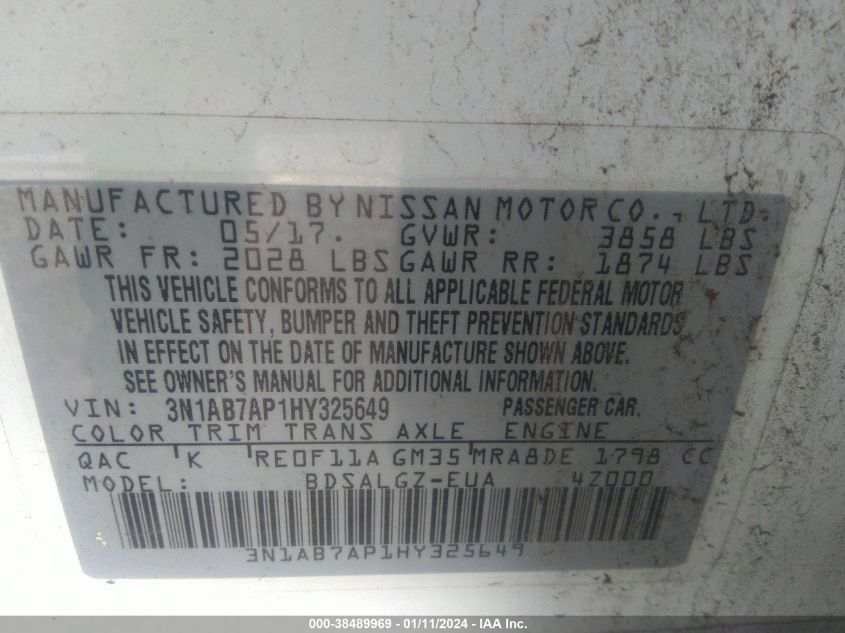 MANUFACTURED BY NISSAN MOTOR CO., LTD.
DATE: 05/17. GVWR: 3858 LBS
GAWR FR: 2028 LBS GAWR RR: 1874 LBS
THIS VEHICLE CONFORMS TO ALL APPLICABLE FEDERAL MOTOR
VEHICLE SAFETY, BUMPER AND THEFT PREVENTION STANDARDS
IN EFFECT ON THE DATE OF MANUFACTURE SHOWN ABOVE.
SEE OWNER'S MANUAL FOR ADDITIONAL INFORMATION.
VIN: 3N1AB7AP1HY325649 PASSENGER CAR.
COLOR TRIM TRANS AXLE ENGINE
QAC K RE0F11A GM35 MRA8DE 1798 CC
MODEL: BDSALGZ-EUA 4Z000
3N1AB7AP1HY325649
000-38489969 - 01/11/2024 - IAA Inc.